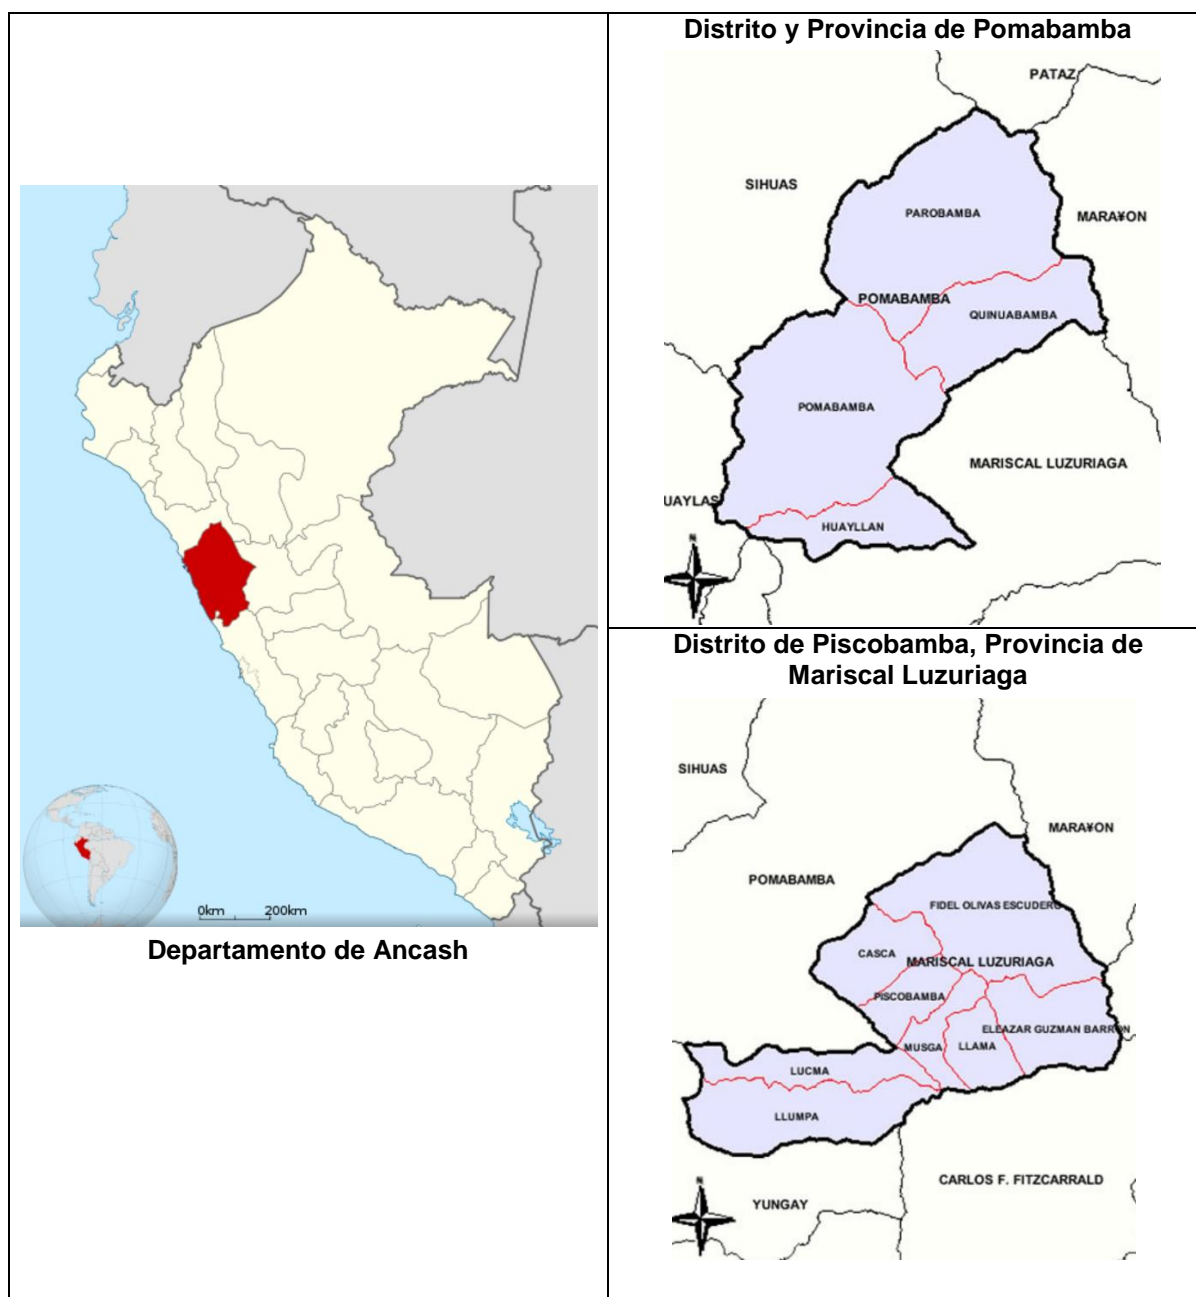 0km 200km
Departamento de Ancash
Distrito y Provincia de Pomabamba
PATAZ
SIHUAS
PAROBAMBA
MARA¥ON
POMABAMBA
QUINUABAMBA
POMABAMBA
MARISCAL LUZURIAGA
UAYLAS
HUAYLLAN
N
Distrito de Piscobamba, Provincia de
Mariscal Luzuriaga
SIHUAS
MARA¥ON
POMABAMBA
FIDEL OLIVAS ESCUDERO
CASCA
MARISCAL LUZURIAGA
PISCOBAMBA
ELEAZAR GUZMAN BARRON
MUSGA
LLAMA
LUCMA
LLUMPA
CARLOS F. FITZCARRALD
N
YUNGAY